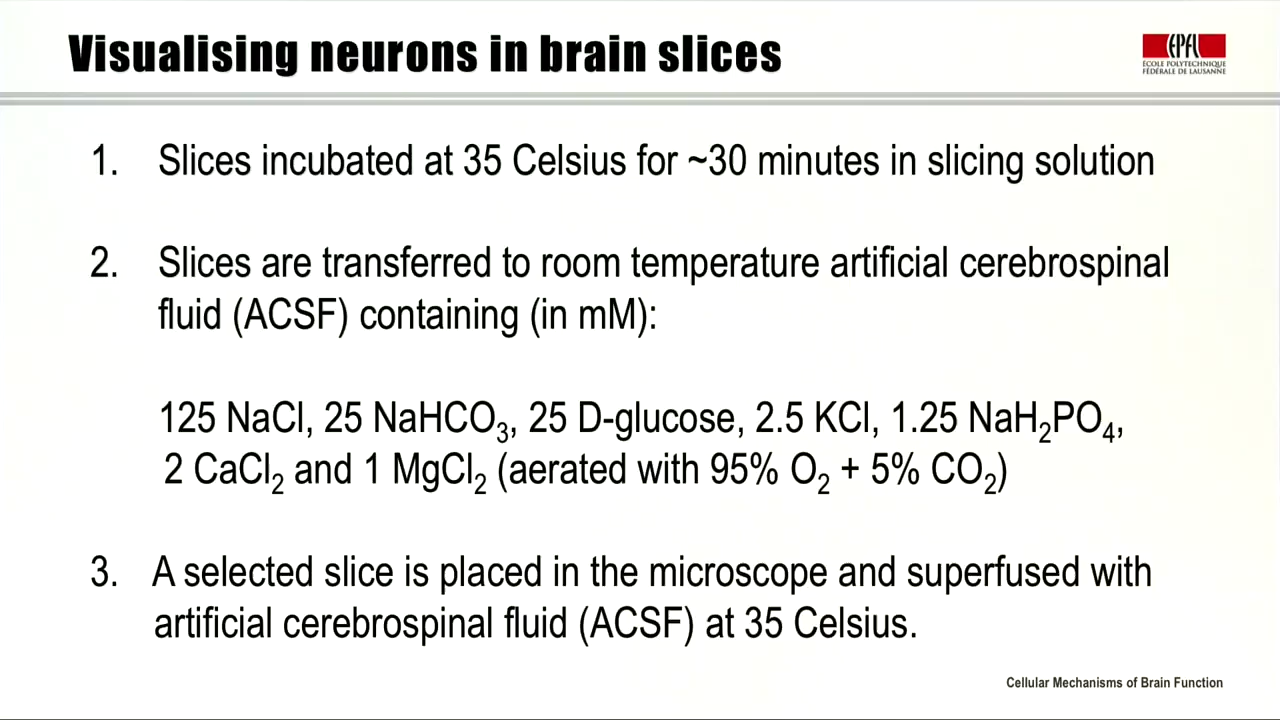 Visualising neurons in brain slices
EPFL
ÉCOLE POLYTECHNIQUE
FÉDÉRALE DE LAUSANNE
1. Slices incubated at 35 Celsius for ~30 minutes in slicing solution
2. Slices are transferred to room temperature artificial cerebrospinal
fluid (ACSF) containing (in mM):
125 NaCl, 25 NaHCO₃, 25 D-glucose, 2.5 KCl, 1.25 NaH₂PO₄,
2 CaCl₂ and 1 MgCl₂ (aerated with 95% O₂ + 5% CO₂)
3. A selected slice is placed in the microscope and superfused with
artificial cerebrospinal fluid (ACSF) at 35 Celsius.
Cellular Mechanisms of Brain Function